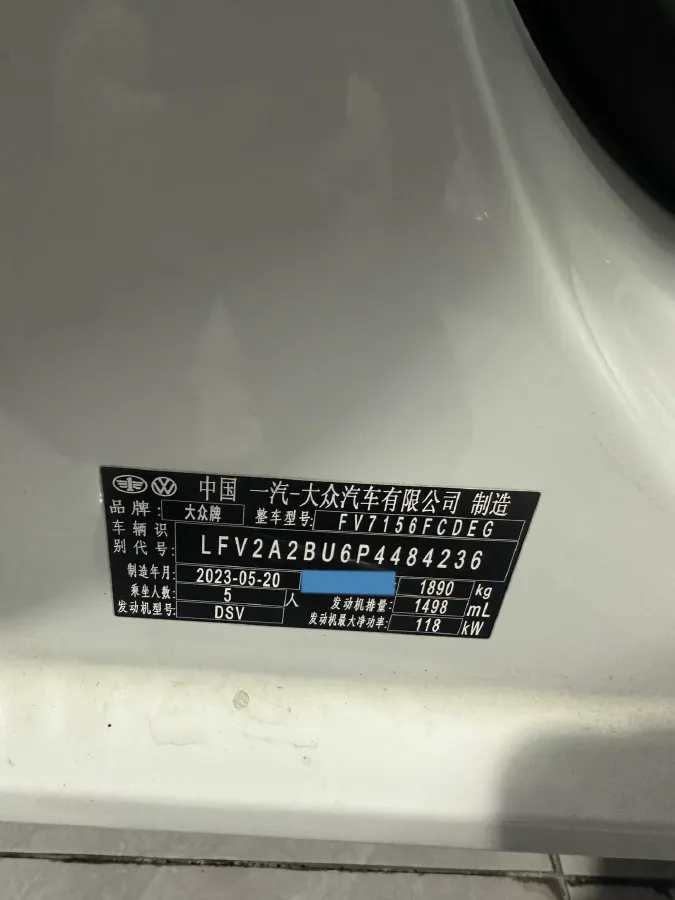 中国 一汽-大众汽车有限公司 制造
品牌: 大众牌 整车型号: FV7156FCDEG
车辆识别代号: LFV2A2BU6P4484236
制造年月: 2023-05-20 1890 kg
乘坐人数: 5 人 发动机排量: 1498 mL
发动机型号: DSV 发动机最大净功率: 118 kW